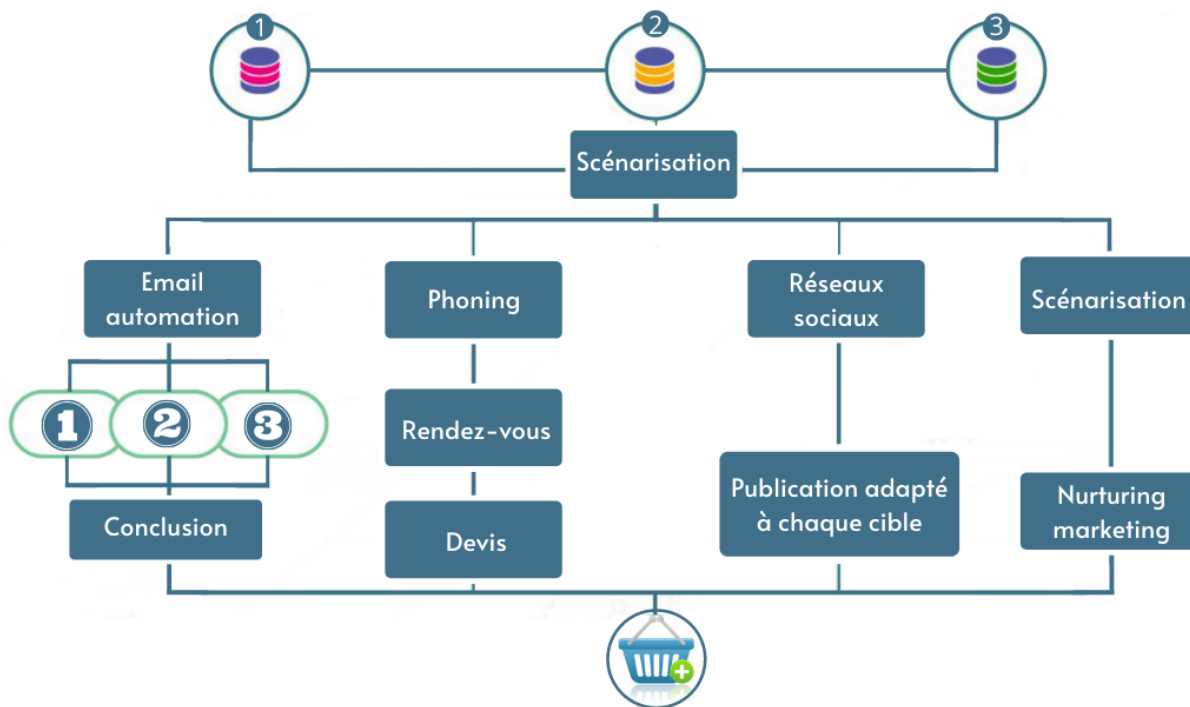 1
2
3
Scénarisation
Email
automation
Phoning
Réseaux
sociaux
Scénarisation
1
2
3
Rendez-vous
Publication adapté
à chaque cible
Nurturing
marketing
Conclusion
Devis